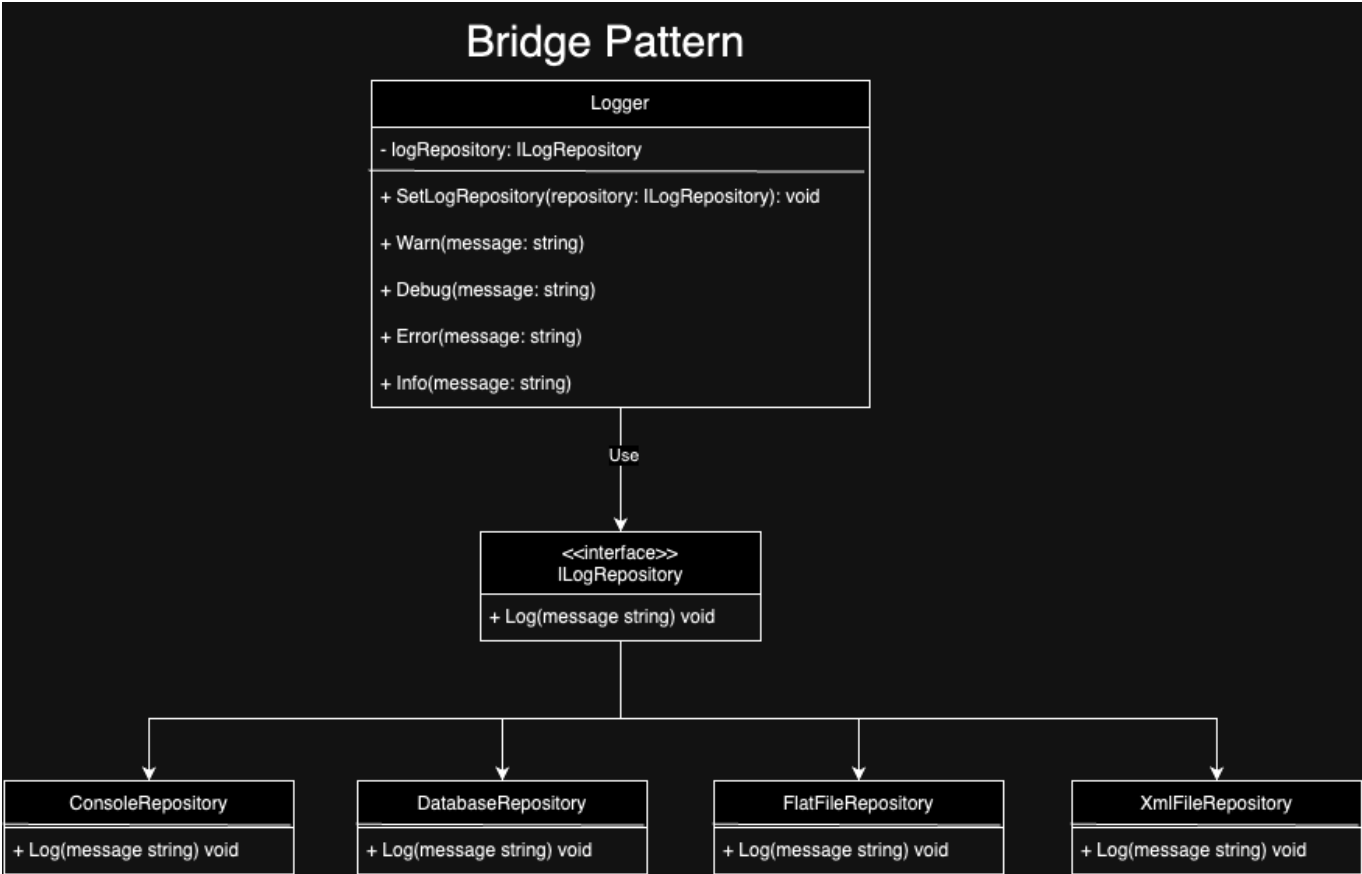 Bridge Pattern
Logger
- logRepository: ILogRepository
+ SetLogRepository(repository: ILogRepository): void
+ Warn(message: string)
+ Debug(message: string)
+ Error(message: string)
+ Info(message: string)
Use
<<interface>>
ILogRepository
+ Log(message string) void
ConsoleRepository
+ Log(message string) void
DatabaseRepository
+ Log(message string) void
FlatFileRepository
+ Log(message string) void
XmlFileRepository
+ Log(message string) void